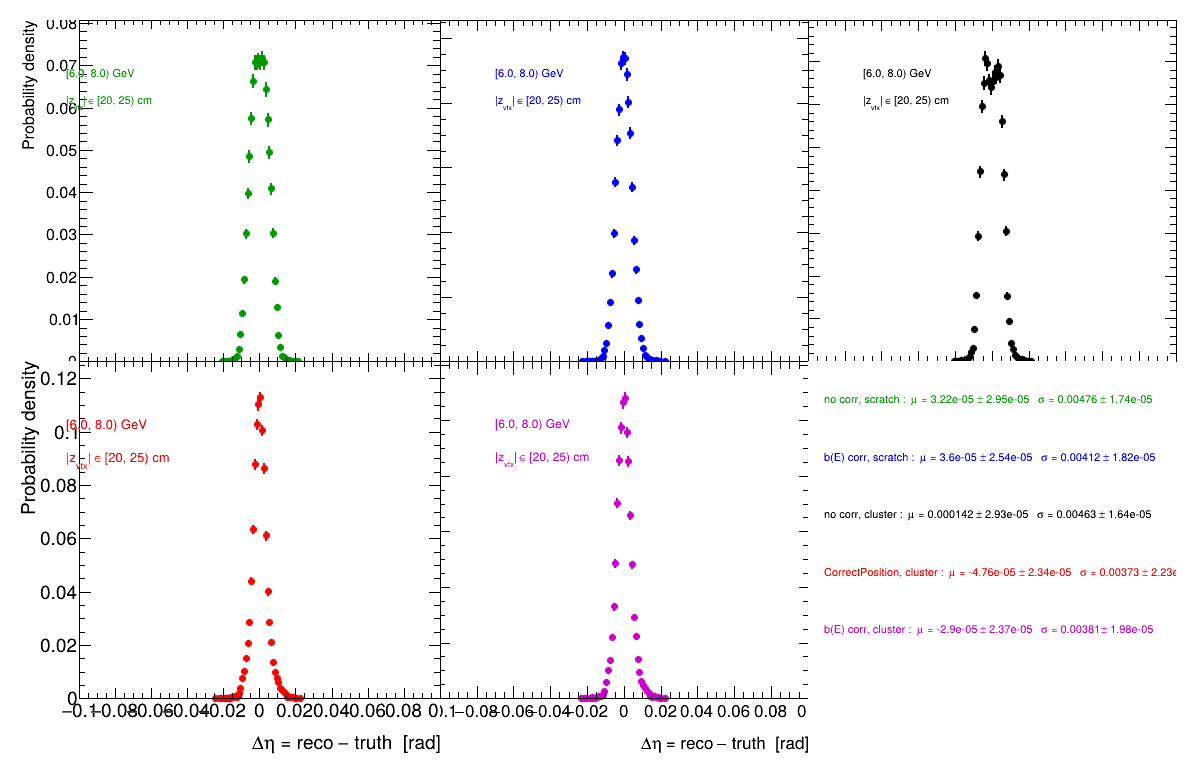 Probability density
0.08
0.07
0.06
0.05
0.04
0.03
0.02
0.01
[6.0, 8.0) GeV
|z_vtx| ∈ [20, 25) cm
[6.0, 8.0) GeV
|z_vtx| ∈ [20, 25) cm
[6.0, 8.0) GeV
|z_vtx| ∈ [20, 25) cm
Probability density
0.12
0.1
0.08
0.06
0.04
0.02
0
[6.0, 8.0) GeV
|z_vtx| ∈ [20, 25) cm
−0.1 −0.08 −0.06 −0.04 −0.02 0 0.02 0.04 0.06 0.08 0.1
Δη = reco − truth [rad]
[6.0, 8.0) GeV
|z_vtx| ∈ [20, 25) cm
−0.08 −0.06 −0.04 −0.02 0 0.02 0.04 0.06 0.08 0
Δη = reco − truth [rad]
no corr, scratch : μ = 3.22e-05 ± 2.95e-05 σ = 0.00476 ± 1.74e-05
b(E) corr, scratch : μ = 3.6e-05 ± 2.54e-05 σ = 0.00412 ± 1.82e-05
no corr, cluster : μ = 0.000142 ± 2.93e-05 σ = 0.00463 ± 1.64e-05
CorrectPosition, cluster : μ = -4.76e-05 ± 2.34e-05 σ = 0.00373 ± 2.23e
b(E) corr, cluster : μ = -2.9e-05 ± 2.37e-05 σ = 0.00381 ± 1.98e-05